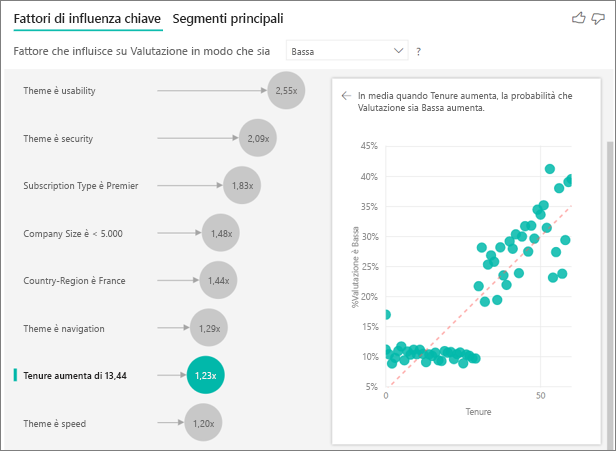 Fattori di influenza chiave Segmenti principali
Fattore che influisce su Valutazione in modo che sia Bassa ?
Theme è usability 2,55x
Theme è security 2,09x
Subscription Type è Premier 1,83x
Company Size è < 5.000 1,48x
Country-Region è France 1,44x
Theme è navigation 1,29x
Tenure aumenta di 13,44 1,23x
Theme è speed 1,20x
In media quando Tenure aumenta, la probabilità che
Valutazione sia Bassa aumenta.
45%
40%
35%
30%
25%
20%
15%
10%
5%
%Valutazione è Bassa
0 50
Tenure